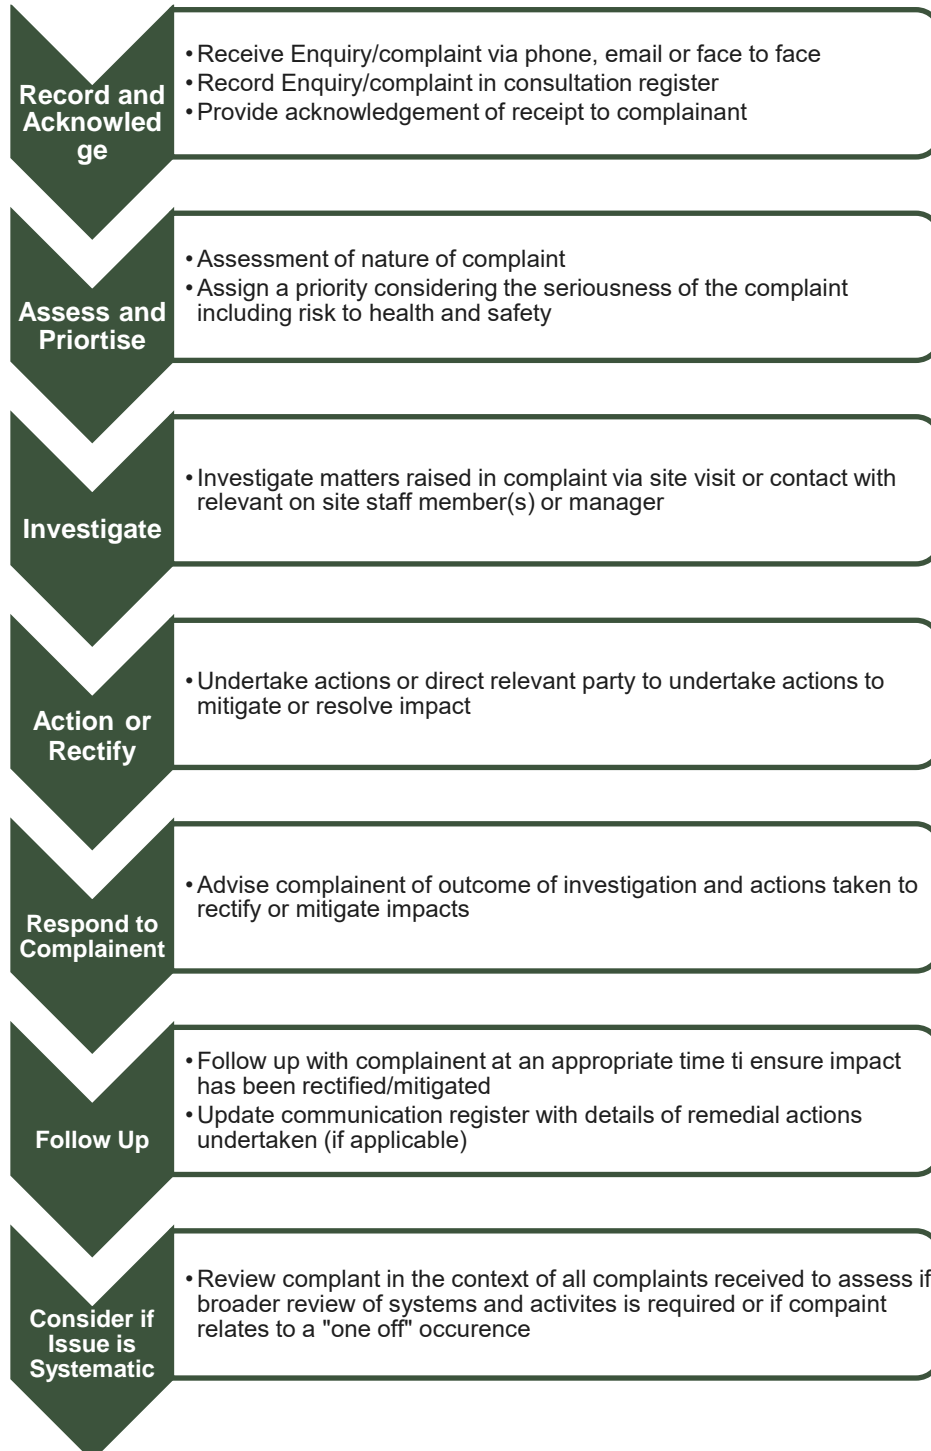 Record and
Acknowled
ge
• Receive Enquiry/complaint via phone, email or face to face
• Record Enquiry/complaint in consultation register
• Provide acknowledgement of receipt to complainant
Assess and
Priortise
• Assessment of nature of complaint
• Assign a priority considering the seriousness of the complaint
including risk to health and safety
Investigate
• Investigate matters raised in complaint via site visit or contact with
relevant on site staff member(s) or manager
Action or
Rectify
• Undertake actions or direct relevant party to undertake actions to
mitigate or resolve impact
Respond to
Complainent
• Advise complainent of outcome of investigation and actions taken to
rectify or mitigate impacts
Follow Up
• Follow up with complainent at an appropriate time ti ensure impact
has been rectified/mitigated
• Update communication register with details of remedial actions
undertaken (if applicable)
Consider if
Issue is
Systematic
• Review complant in the context of all complaints received to assess if
broader review of systems and activites is required or if compaint
relates to a "one off" occurence